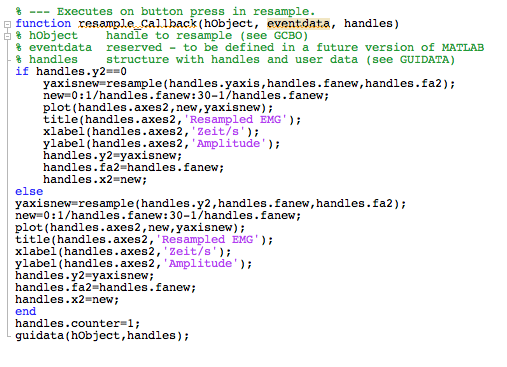 % --- Executes on button press in resample.
function resample_Callback(hObject, eventdata, handles)
% hObject    handle to resample (see GCBO)
% eventdata  reserved - to be defined in a future version of MATLAB
% handles    structure with handles and user data (see GUIDATA)
if handles.y2==0
    yaxisnew=resample(handles.yaxis,handles.fanew,handles.fa2);
    new=0:1/handles.fanew:30-1/handles.fanew;
    plot(handles.axes2,new,yaxisnew);
    title(handles.axes2,'Resampled EMG');
    xlabel(handles.axes2,'Zeit/s');
    ylabel(handles.axes2,'Amplitude');
    handles.y2=yaxisnew;
    handles.fa2=handles.fanew;
    handles.x2=new;
else
yaxisnew=resample(handles.y2,handles.fanew,handles.fa2);
new=0:1/handles.fanew:30-1/handles.fanew;
plot(handles.axes2,new,yaxisnew);
title(handles.axes2,'Resampled EMG');
xlabel(handles.axes2,'Zeit/s');
ylabel(handles.axes2,'Amplitude');
handles.y2=yaxisnew;
handles.fa2=handles.fanew;
handles.x2=new;
end
handles.counter=1;
guidata(hObject,handles);